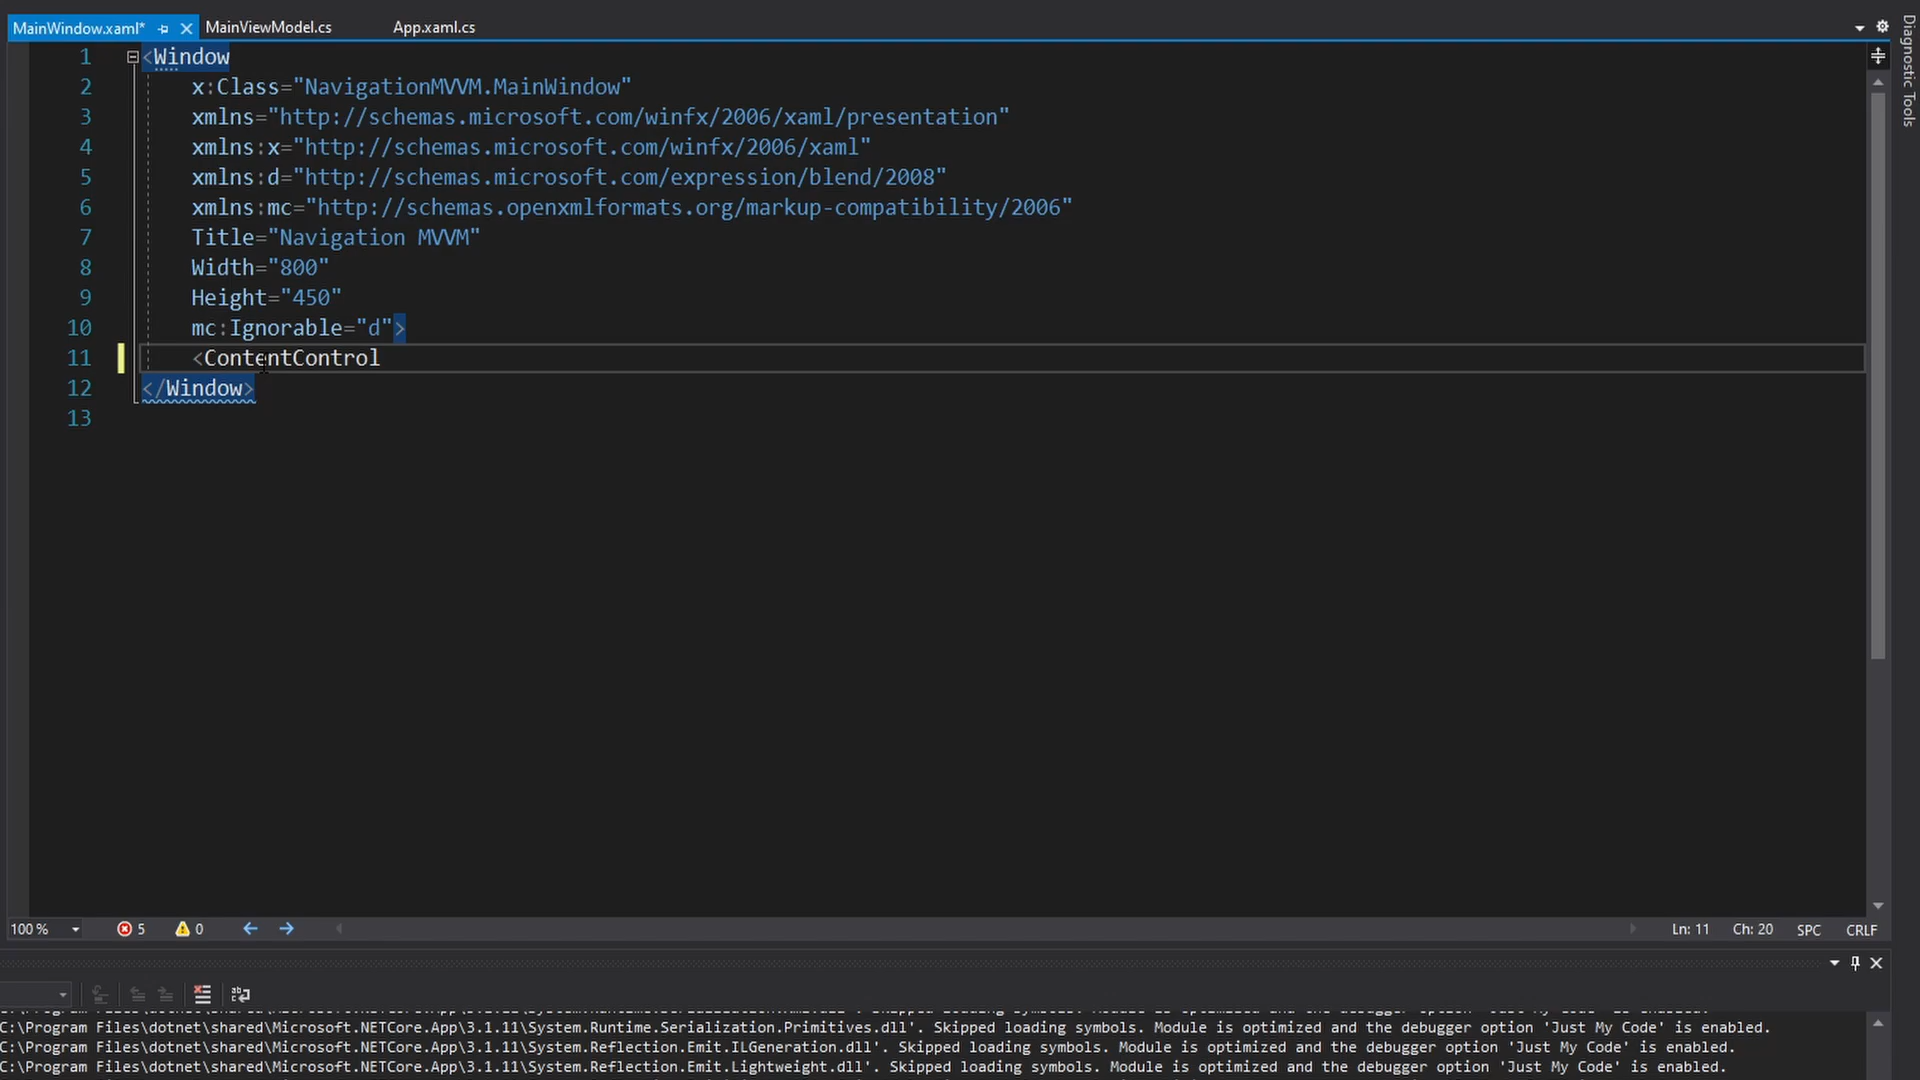 MainWindow.xaml*
MainViewModel.cs
App.xaml.cs
Diagnostic Tools
1 <Window
2 x:Class="NavigationMVVM.MainWindow"
3 xmlns="http://schemas.microsoft.com/winfx/2006/xaml/presentation"
4 xmlns:x="http://schemas.microsoft.com/winfx/2006/xaml"
5 xmlns:d="http://schemas.microsoft.com/expression/blend/2008"
6 xmlns:mc="http://schemas.openxmlformats.org/markup-compatibility/2006"
7 Title="Navigation MVVM"
8 Width="800"
9 Height="450"
10 mc:Ignorable="d">
11 <ContentControl
12 </Window>
13
100 % 5 0 Ln: 11 Ch: 20 SPC CRLF
C:\Program Files\dotnet\shared\Microsoft.NETCore.App\3.1.11\System.Runtime.Serialization.Primitives.dll'. Skipped loading symbols. Module is optimized and the debugger option 'Just My Code' is enabled.
C:\Program Files\dotnet\shared\Microsoft.NETCore.App\3.1.11\System.Reflection.Emit.ILGeneration.dll'. Skipped loading symbols. Module is optimized and the debugger option 'Just My Code' is enabled.
C:\Program Files\dotnet\shared\Microsoft.NETCore.App\3.1.11\System.Reflection.Emit.Lightweight.dll'. Skipped loading symbols. Module is optimized and the debugger option 'Just My Code' is enabled.